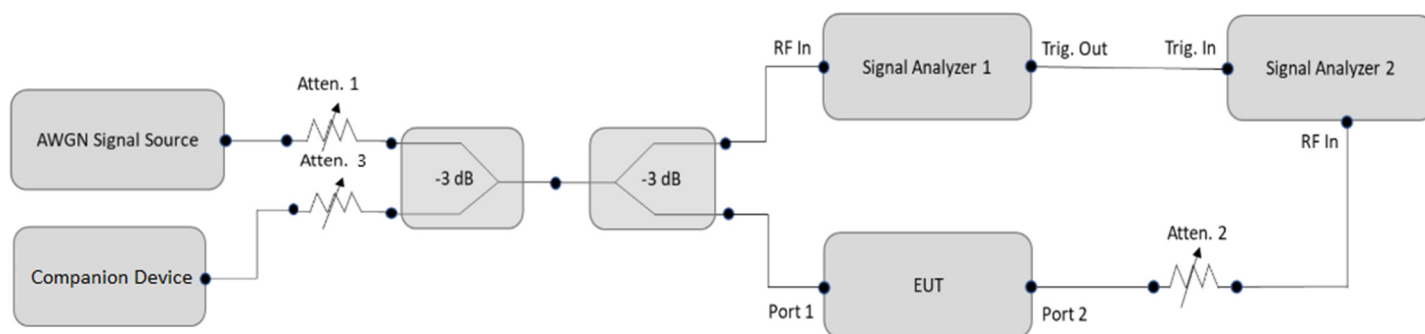 RF In
Signal Analyzer 1
Trig. Out
Trig. In
Signal Analyzer 2
Atten. 1
AWGN Signal Source
RF In
Atten. 3
-3 dB
-3 dB
Companion Device
Atten. 2
EUT
Port 1
Port 2